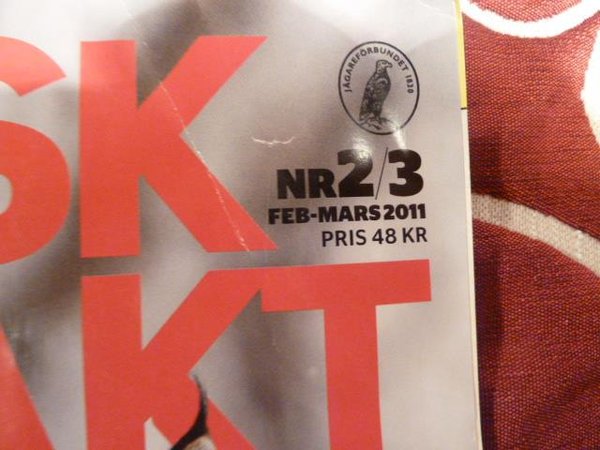 SK
AKT
JÄGAREFÖRBUNDET 1830
NR2/3
FEB-MARS 2011
PRIS 48 KR